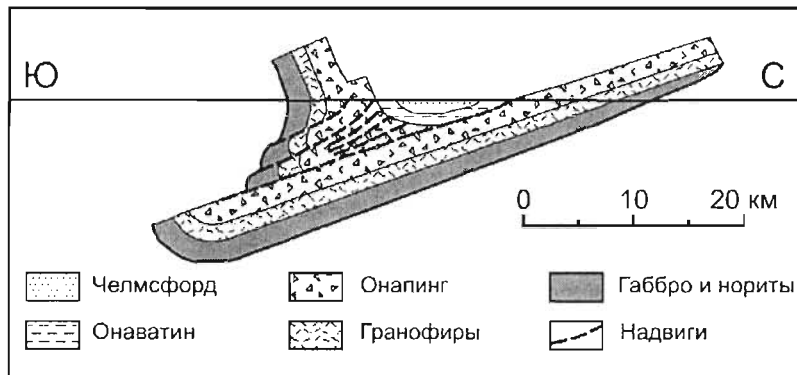 Ю С
0 10 20 км
Челмсфорд Онапинг Габбро и нориты
Онаватин Гранофиры Надвиги